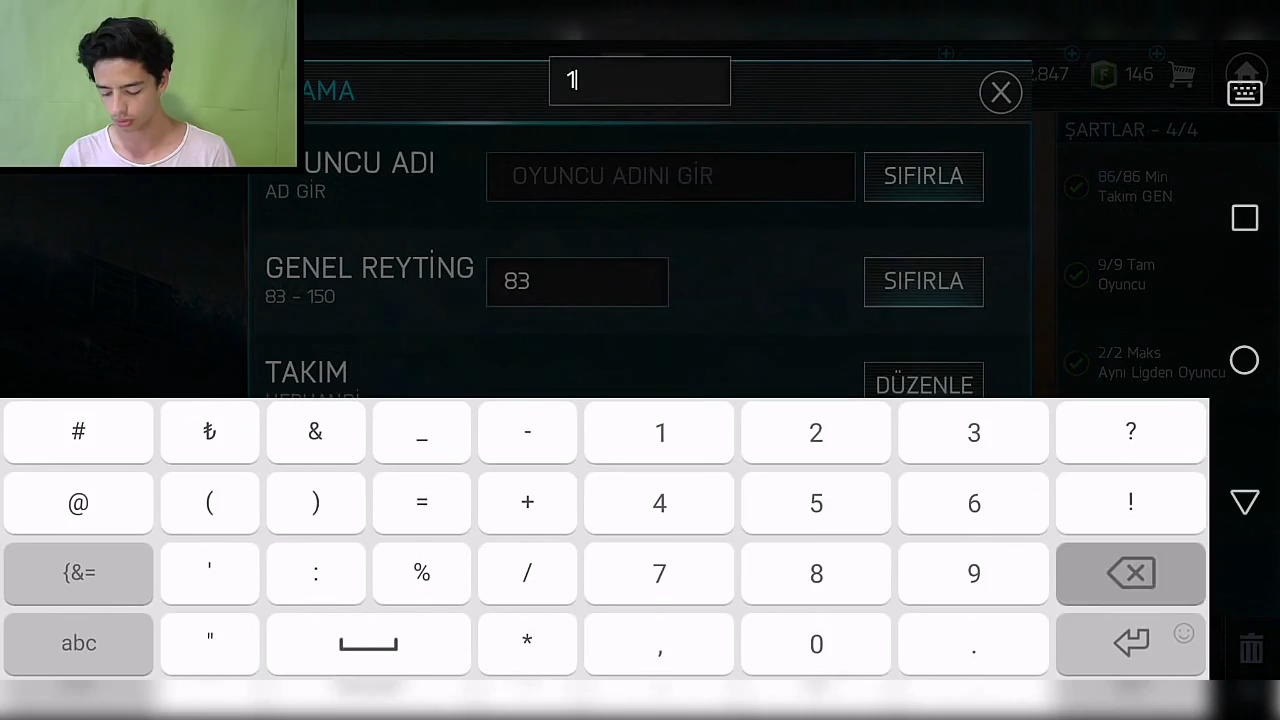 1
AMA
.847
146
UNCU ADI
AD GİR
OYUNCU ADINI GİR
SIFIRLA
GENEL REYTİNG
83 - 150
83
SIFIRLA
TAKIM
DÜZENLE
ŞARTLAR - 4/4
86/86 Min
Takım GEN
9/9 Tam
Oyuncu
2/2 Maks
Aynı Ligden Oyuncu
# ₺ & _ - 1 2 3 ?
@ ( ) = + 4 5 6 !
{&= ' : % / 7 8 9
abc " * , 0 .